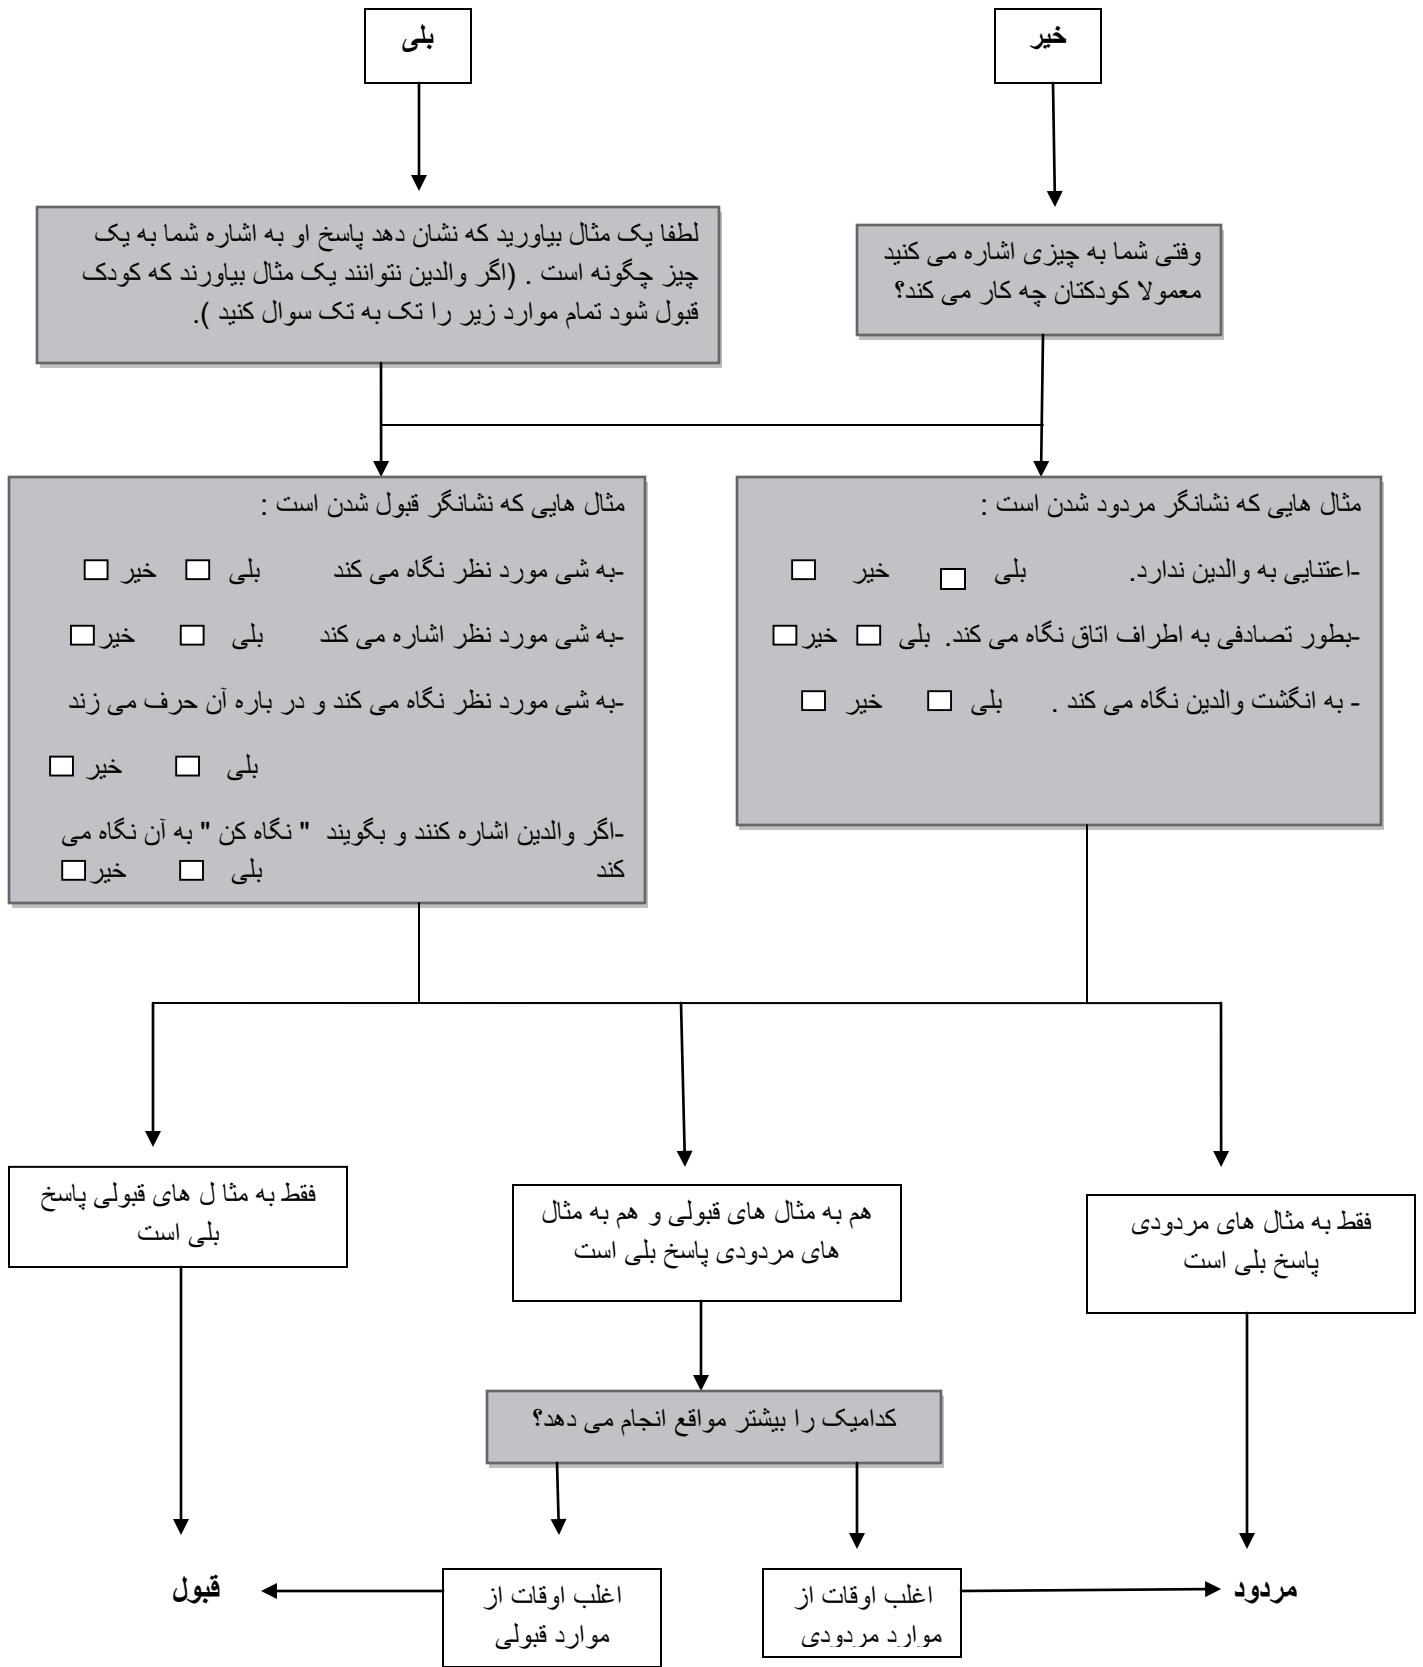 خیر
بلی
وفتی شما به چیزی اشاره می کنید
معمولا کودکتان چه کار می کند؟
لطفا یک مثال بیاورید که نشان دهد پاسخ او به اشاره شما به یک
چیز چگونه است . (اگر والدین نتوانند یک مثال بیاورند که کودک
قبول شود تمام موارد زیر را تک به تک سوال کنید ).
مثال هایی که نشانگر مردود شدن است :
-اعتنایی به والدین ندارد. بلی خیر
-بطور تصادفی به اطراف اتاق نگاه می کند. بلی خیر
- به انگشت والدین نگاه می کند . بلی خیر
مثال هایی که نشانگر قبول شدن است :
-به شی مورد نظر نگاه می کند بلی خیر
-به شی مورد نظر اشاره می کند بلی خیر
-به شی مورد نظر نگاه می کند و در باره آن حرف می زند
بلی خیر
-اگر والدین اشاره کنند و بگویند " نگاه کن " به آن نگاه می
کند بلی خیر
فقط به مثال های مردودی
پاسخ بلی است
هم به مثال های قبولی و هم به مثال
های مردودی پاسخ بلی است
فقط به مثا ل های قبولی پاسخ
بلی است
کدامیک را بیشتر مواقع انجام می دهد؟
مردود
اغلب اوقات از
موارد مردودی
اغلب اوقات از
موارد قبولی
قبول